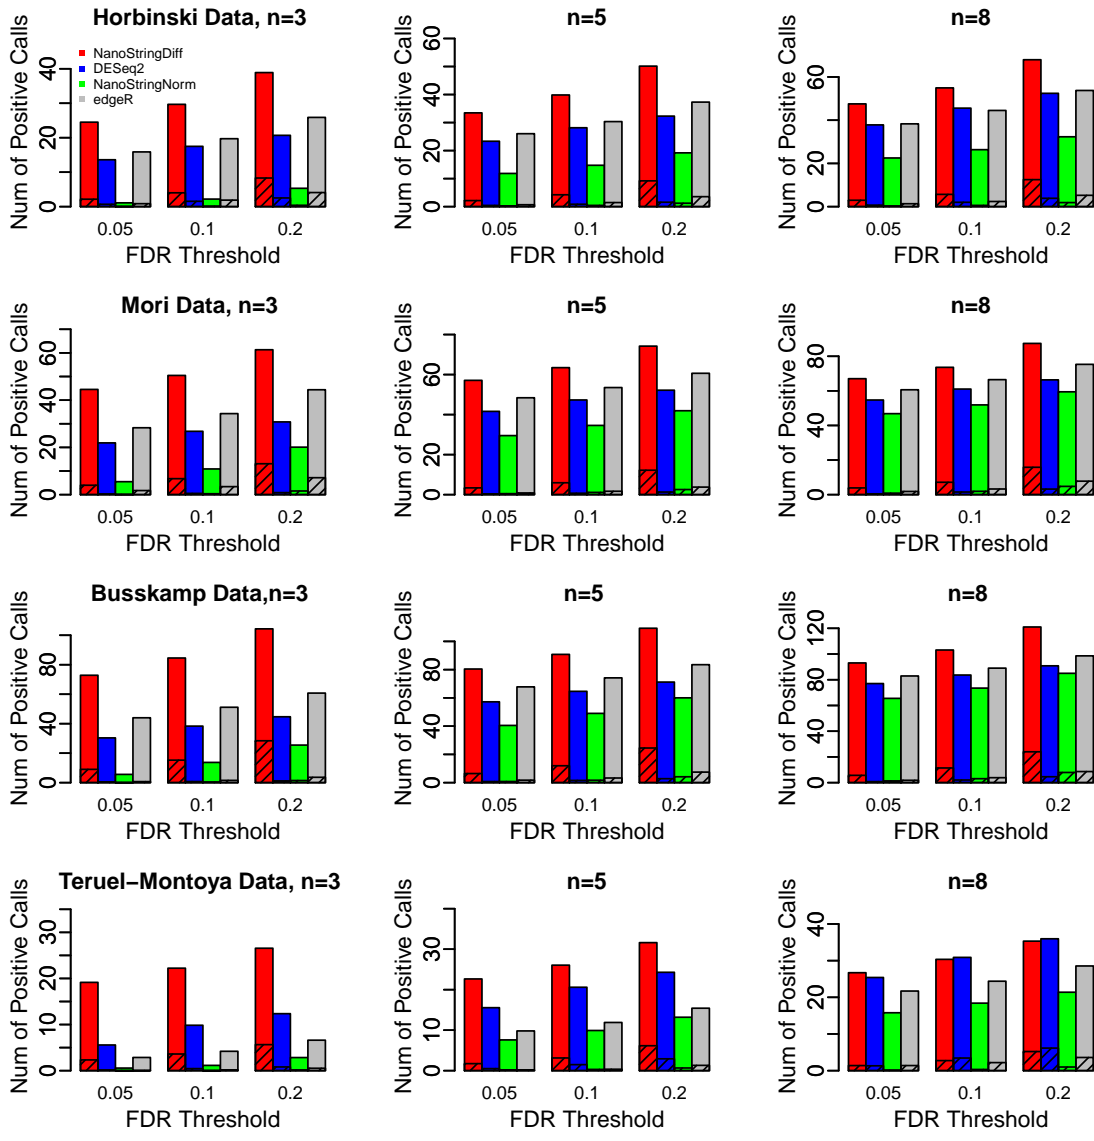 Horbinski Data, n=3
Num of Positive Calls
0 20 40
NanoStringDiff
DESeq2
NanoStringNorm
edgeR
0.05 0.1 0.2
FDR Threshold
n=5
Num of Positive Calls
0 20 40 60
0.05 0.1 0.2
FDR Threshold
n=8
Num of Positive Calls
0 20 60
0.05 0.1 0.2
FDR Threshold
Mori Data, n=3
Num of Positive Calls
0 20 40 60
0.05 0.1 0.2
FDR Threshold
n=5
Num of Positive Calls
0 20 60
0.05 0.1 0.2
FDR Threshold
n=8
Num of Positive Calls
0 40 80
0.05 0.1 0.2
FDR Threshold
Busskamp Data,n=3
Num of Positive Calls
0 40 80
0.05 0.1 0.2
FDR Threshold
n=5
Num of Positive Calls
0 40 80
0.05 0.1 0.2
FDR Threshold
n=8
Num of Positive Calls
0 40 80 120
0.05 0.1 0.2
FDR Threshold
Teruel−Montoya Data, n=3
Num of Positive Calls
0 10 20 30
0.05 0.1 0.2
FDR Threshold
n=5
Num of Positive Calls
0 10 30
0.05 0.1 0.2
FDR Threshold
n=8
Num of Positive Calls
0 20 40
0.05 0.1 0.2
FDR Threshold